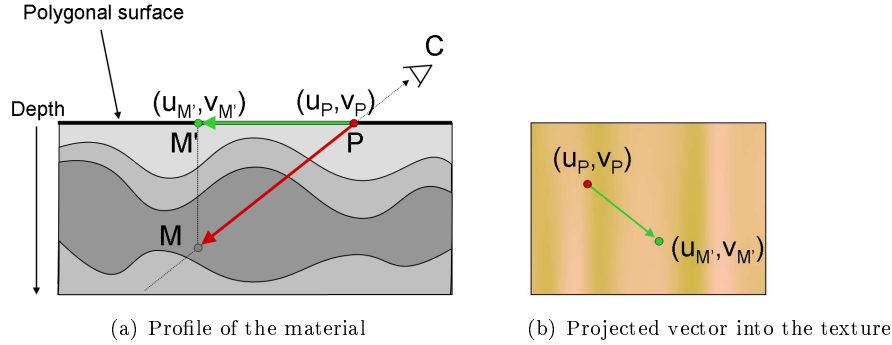 Polygonal surface
C
Depth
(uM',vM')
(uP,vP)
M'
P
M
(uP,vP)
(uM',vM')
(a) Profile of the material
(b) Projected vector into the texture